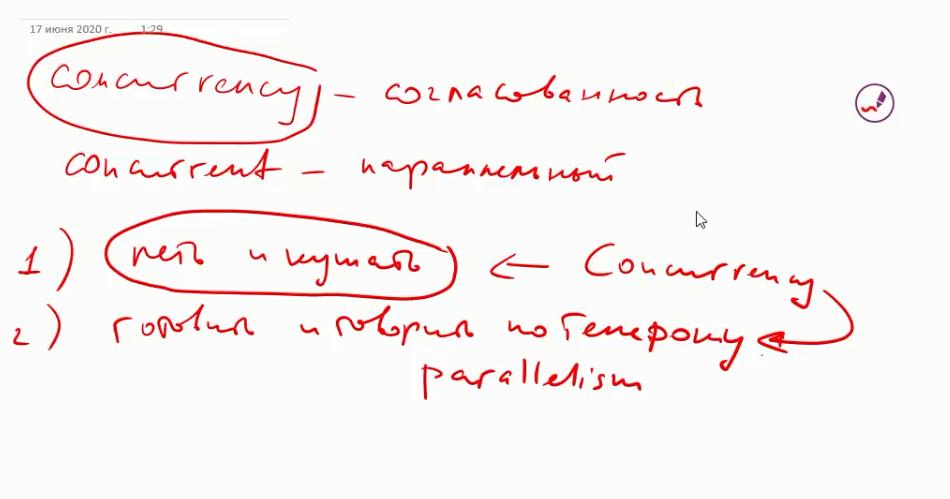 17 июня 2020 г. 1:29
concurrency – согласованность
concurrent – параллельный
1) петь и кушать ← Concurrency
2) готовить и говорить по телефону ←
parallelism